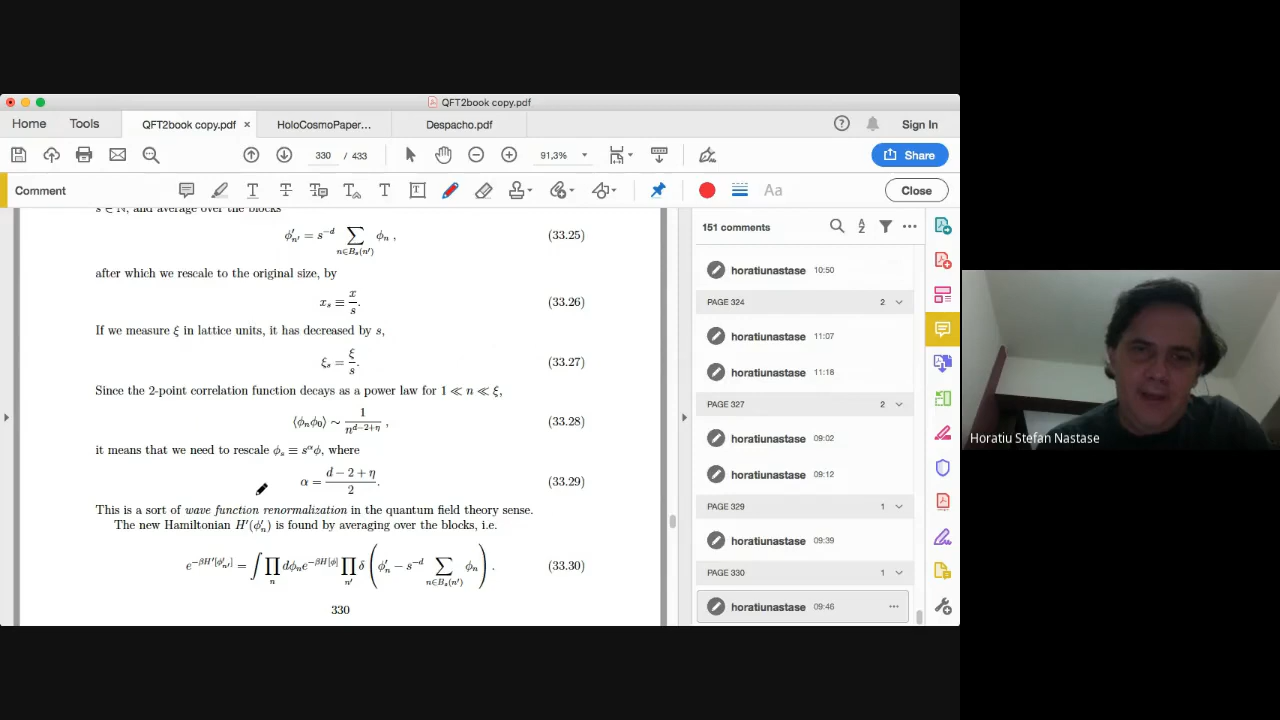 QFT2book copy.pdf
Home Tools QFT2book copy.pdf × HoloCosmoPaper... Despacho.pdf Sign In
330 / 433 91,3% Share
Comment Aa Close
s ∈ ℕ, and average over the blocks
ϕ'ₙ' = s^{-d} ∑_{n∈B_s(n')} ϕₙ , (33.25)
after which we rescale to the original size, by
x_s ≡ x/s. (33.26)
If we measure ξ in lattice units, it has decreased by s,
ξ_s = ξ/s. (33.27)
Since the 2-point correlation function decays as a power law for 1 ≪ n ≪ ξ,
⟨ϕₙϕ₀⟩ ∼ 1/n^{d−2+η} , (33.28)
it means that we need to rescale ϕ_s ≡ s^α ϕ, where
α = (d − 2 + η)/2. (33.29)
This is a sort of wave function renormalization in the quantum field theory sense.
The new Hamiltonian H'(ϕ'ₙ) is found by averaging over the blocks, i.e.
e^{−βH'[ϕ'_{n'}]} = ∫ ∏_n dϕₙ e^{−βH[ϕ]} ∏_{n'} δ ( ϕ'ₙ − s^{−d} ∑_{n∈B_s(n')} ϕₙ ) . (33.30)
330
151 comments
horatiunastase 10:50
PAGE 324 2
horatiunastase 11:07
horatiunastase 11:18
PAGE 327 2
horatiunastase 09:02
horatiunastase 09:12
PAGE 329 1
horatiunastase 09:39
PAGE 330 1
horatiunastase 09:46
Horatiu Stefan Nastase